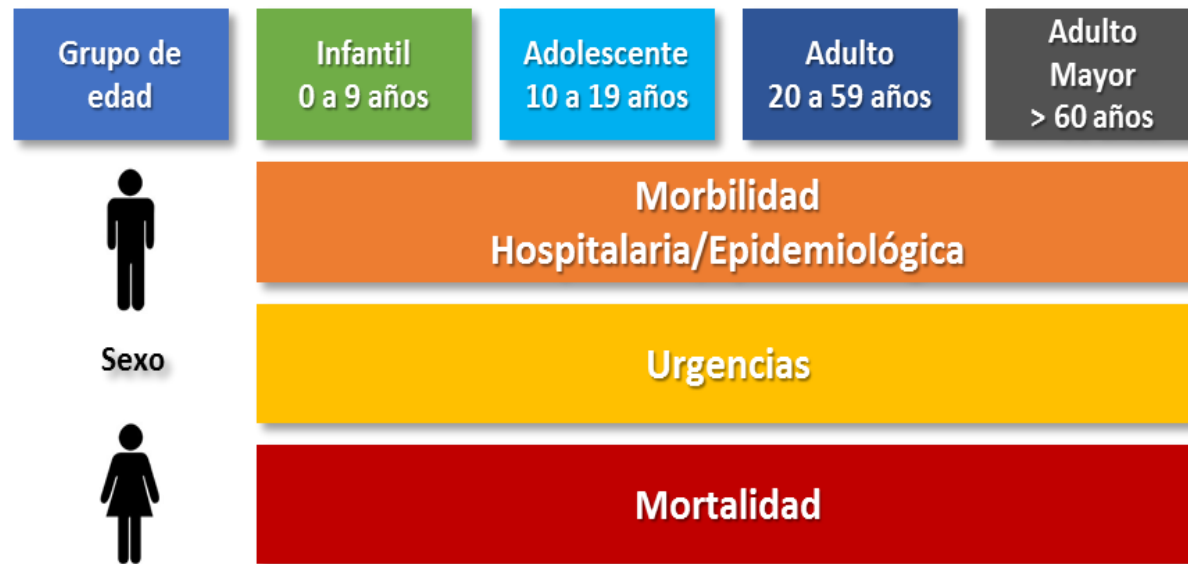 Grupo de
edad
Infantil
0 a 9 años
Adolescente
10 a 19 años
Adulto
20 a 59 años
Adulto
Mayor
> 60 años
Morbilidad
Hospitalaria/Epidemiológica
Sexo
Urgencias
Mortalidad